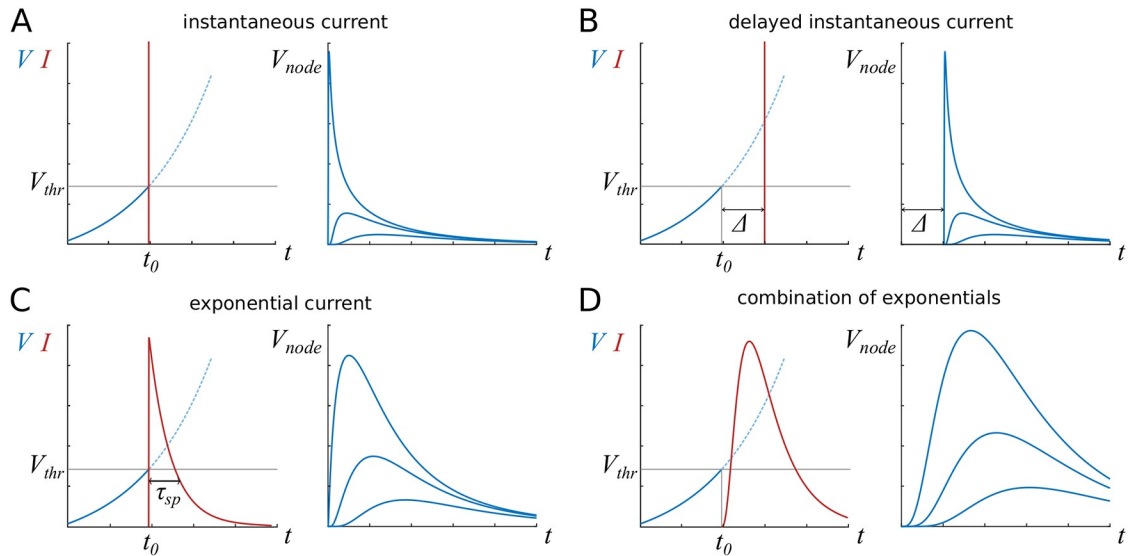 A
instantaneous current
V I
V_thr
t_0
t
V_node
t
B
delayed instantaneous current
V I
V_thr
Δ
t_0
t
V_node
Δ
t
C
exponential current
V I
V_thr
τ_sp
t_0
t
V_node
t
D
combination of exponentials
V I
V_thr
t_0
t
V_node
t